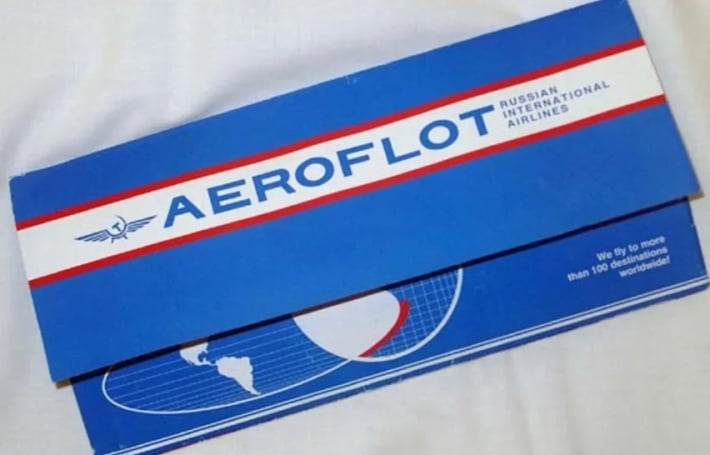 AEROFLOT
RUSSIAN
INTERNATIONAL
AIRLINES
We fly to more
than 100 destinations
worldwide!